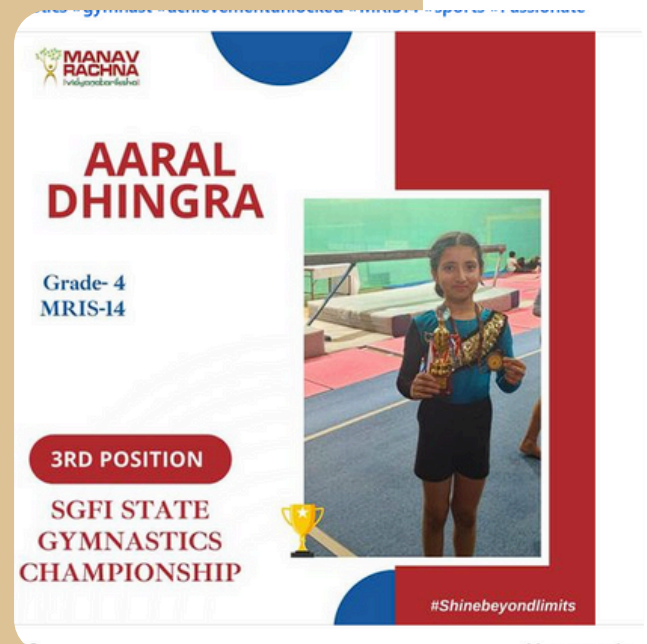 MANAV
RACHNA
AARAL
DHINGRA
Grade- 4
MRIS-14
3RD POSITION
SGFI STATE
GYMNASTICS
CHAMPIONSHIP
#Shinebeyondlimits